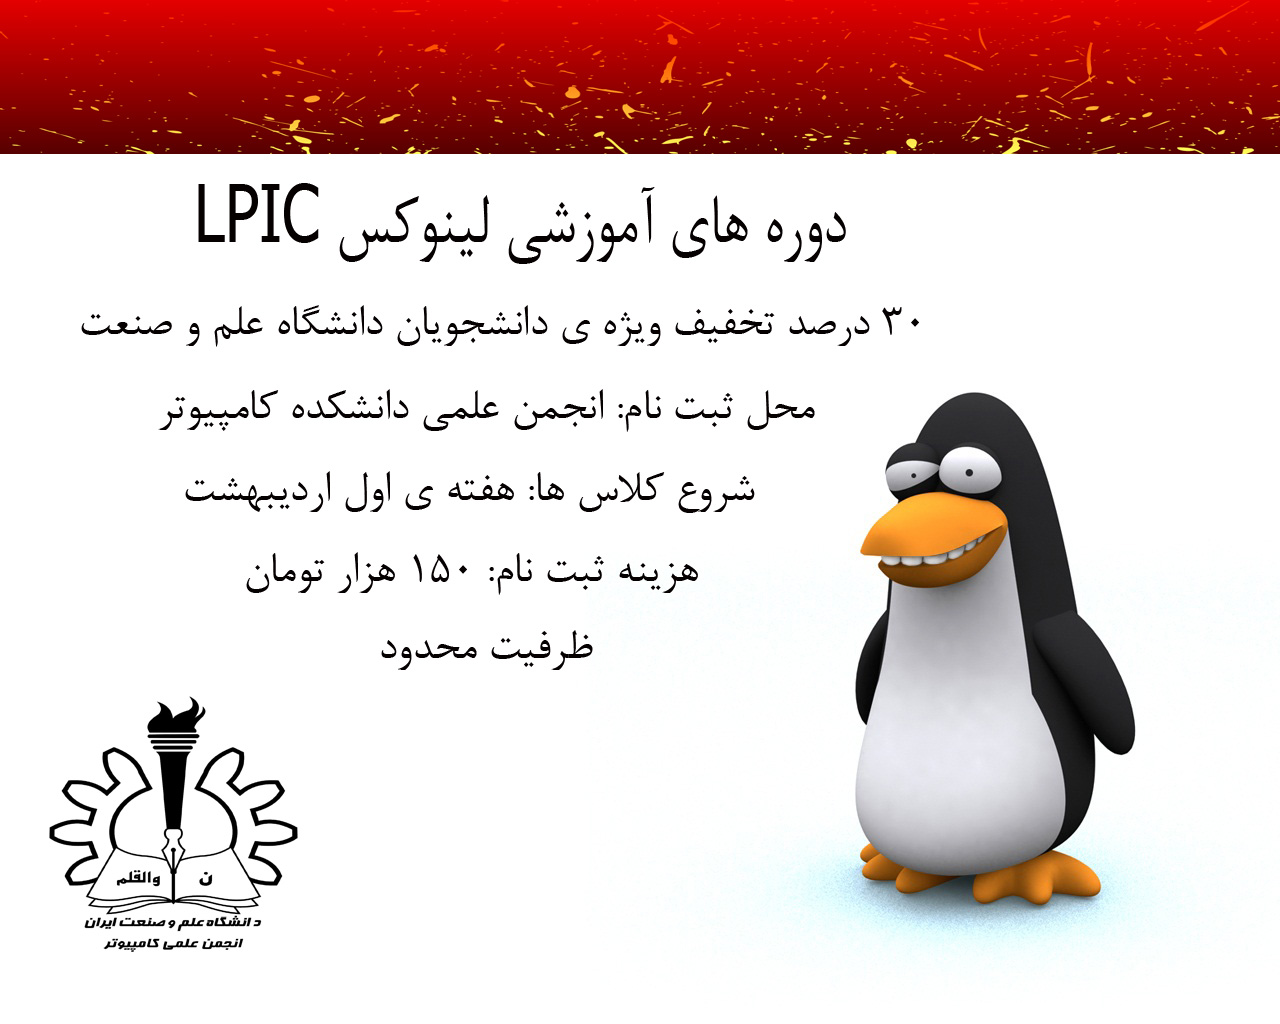 دوره های آموزشی لینوکس LPIC
۳۰ درصد تخفیف ویژه ی دانشجویان دانشگاه علم و صنعت
محل ثبت نام: انجمن علمی دانشکده کامپیوتر
شروع کلاس ها: هفته ی اول اردیبهشت
هزینه ثبت نام: ۱۵۰ هزار تومان
ظرفیت محدود
ن والقلم
دانشگاه علم و صنعت ایران
انجمن علمی کامپیوتر